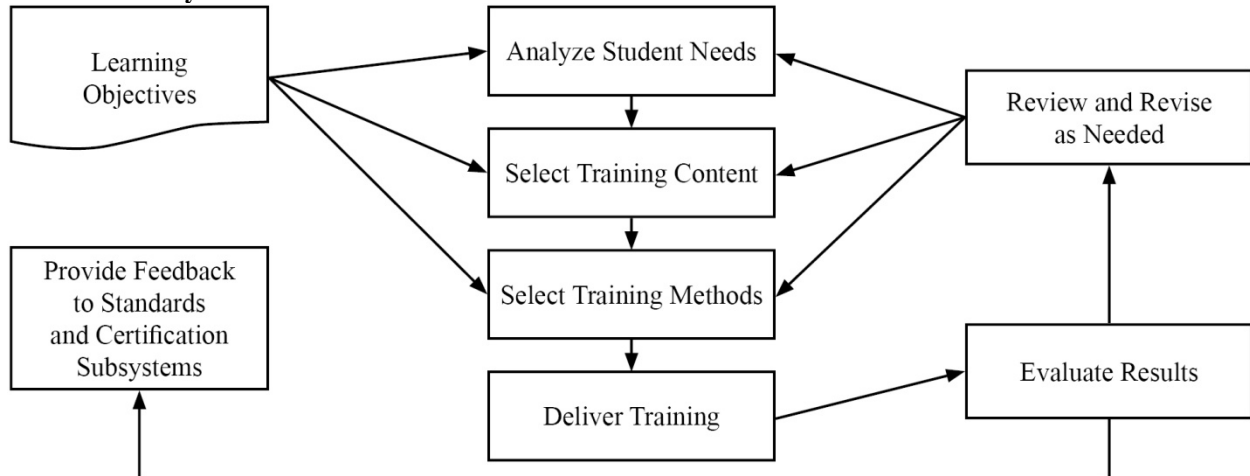 Learning
Objectives
Analyze Student Needs
Review and Revise
as Needed
Select Training Content
Provide Feedback
to Standards
and Certification
Subsystems
Select Training Methods
Evaluate Results
Deliver Training